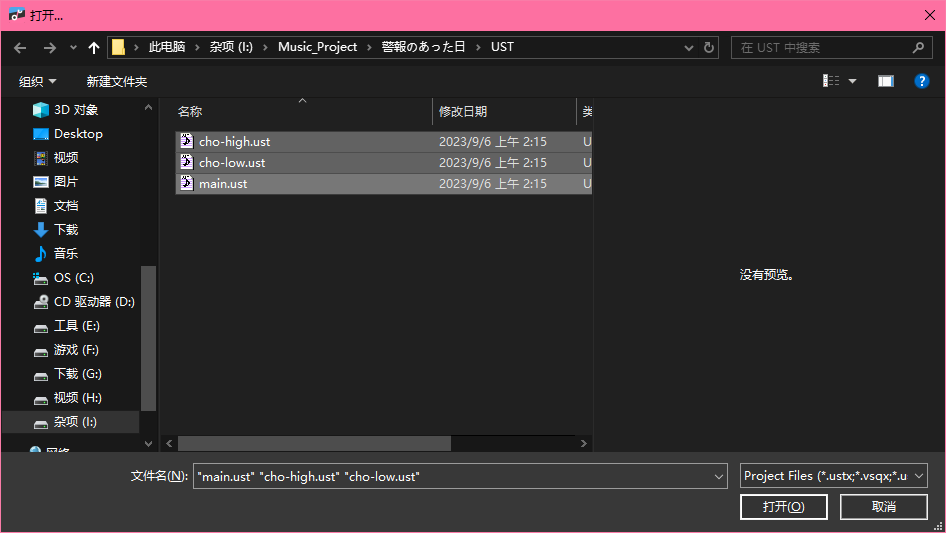 打开...
此电脑 › 杂项 (I:) › Music_Project › 警報のあった日 › UST
在 UST 中搜索
组织
新建文件夹
3D 对象
Desktop
视频
图片
文档
下载
音乐
OS (C:)
CD 驱动器 (D:)
工具 (E:)
游戏 (F:)
下载 (G:)
视频 (H:)
杂项 (I:)
网络
名称 修改日期 类
cho-high.ust 2023/9/6 上午 2:15 U
cho-low.ust 2023/9/6 上午 2:15 U
main.ust 2023/9/6 上午 2:15 U
没有预览。
文件名(N): "main.ust" "cho-high.ust" "cho-low.ust"
Project Files (*.ustx;*.vsqx;*.u
打开(O)
取消